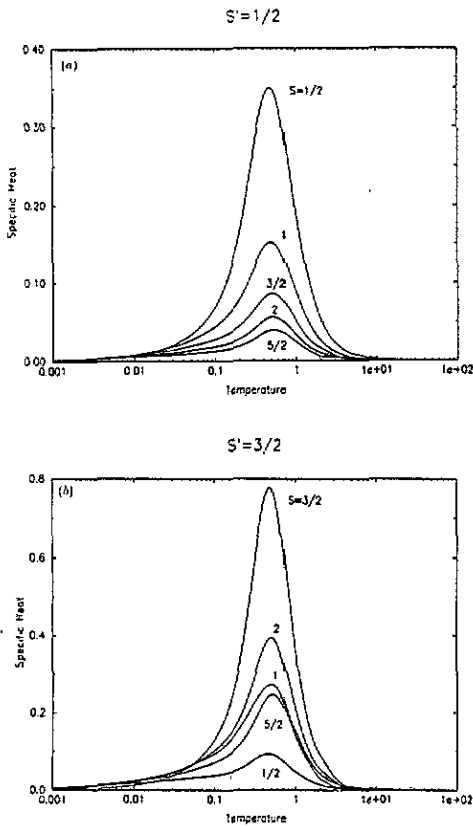 S'=1/2
(a)
0.40
0.30
0.20
0.10
0.00
Specific Heat
S=1/2
1
3/2
2
5/2
0.001 0.01 0.1 1 1e+01 1e+02
Temperature
S'=3/2
(b)
0.8
0.6
0.4
0.2
0.0
Specific Heat
S=3/2
2
1
5/2
1/2
0.001 0.01 0.1 1 1e+01 1e+02
Temperature